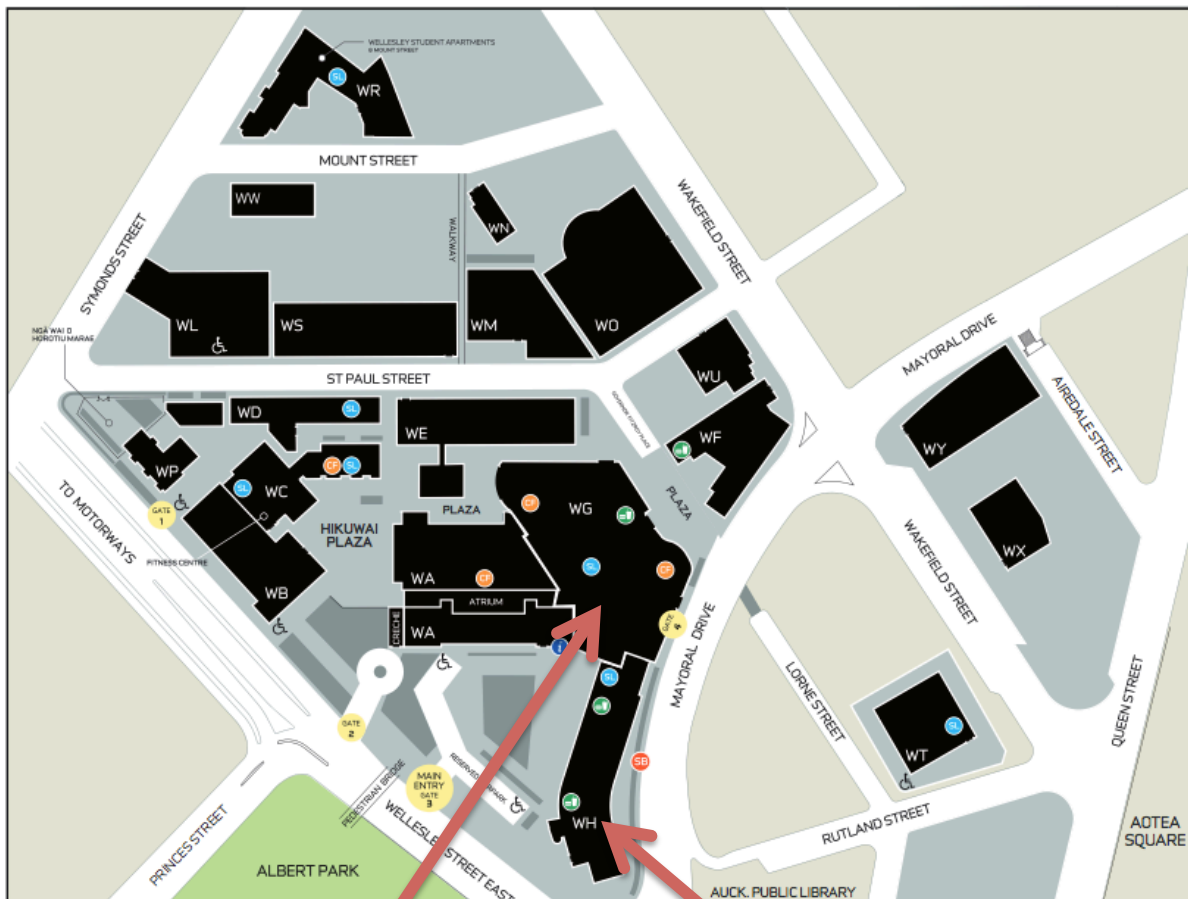 WELLESLEY STUDENT APARTMENTS
8 MOUNT STREET
SL
WR
MOUNT STREET
WW
WN
WALKWAY
WAKEFIELD STREET
SYMONDS STREET
WL
WS
WM
WO
NGĀ WAI O
HOROTIU MARAE
ST PAUL STREET
MAYORAL DRIVE
AIREDALE STREET
WU
GOVERNOR FITZROY PLACE
WF
WY
WD
SL
WE
WP
CF
SL
WC
SL
GATE
1
TO MOTORWAYS
FITNESS CENTRE
HIKUWAI
PLAZA
PLAZA
CF
WG
PLAZA
WX
WB
WA
CF
SL
CF
ATRIUM
CRECHE
WA
GATE
4
MAYORAL DRIVE
WAKEFIELD STREET
LORNE STREET
QUEEN STREET
SL
WT
SL
GATE
2
MAIN
ENTRY
GATE
3
RESERVED CARPARK
SB
PEDESTRIAN BRIDGE
WH
RUTLAND STREET
AOTEA
SQUARE
PRINCES STREET
WELLESLEY STREET EAST
ALBERT PARK
AUCK. PUBLIC LIBRARY